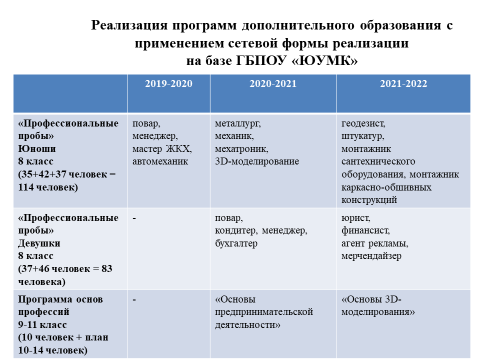 Реализация программ дополнительного образования с
применением сетевой формы реализации
на базе ГБПОУ «ЮУМК»
2019-2020
2020-2021
2021-2022
«Профессиональные
пробы»
Юноши
8 класс
(35+42+37 человек =
114 человек)
повар,
менеджер,
мастер ЖКХ,
автомеханик
металлург,
механик,
мехатроник,
3D-моделирование
геодезист,
штукатур,
монтажник
сантехнического
оборудования, монтажник
каркасно-обшивных
конструкций
«Профессиональные
пробы»
Девушки
8 класс
(37+46 человек = 83
человека)
-
повар,
кондитер, менеджер,
бухгалтер
юрист,
финансист,
агент рекламы,
мерчендайзер
Программа основ
профессий
9-11 класс
(10 человек + план
10-14 человек)
-
«Основы
предпринимательской
деятельности»
«Основы 3D-
моделирования»